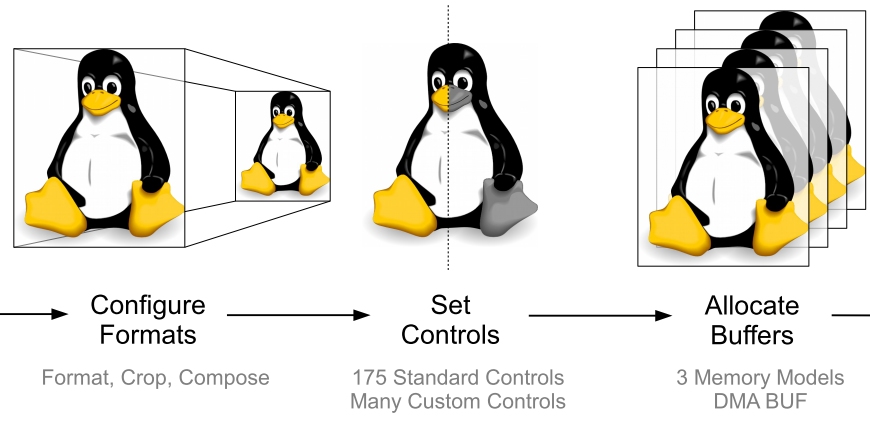 Configure
Formats
Format, Crop, Compose
Set
Controls
175 Standard Controls
Many Custom Controls
Allocate
Buffers
3 Memory Models
DMA BUF